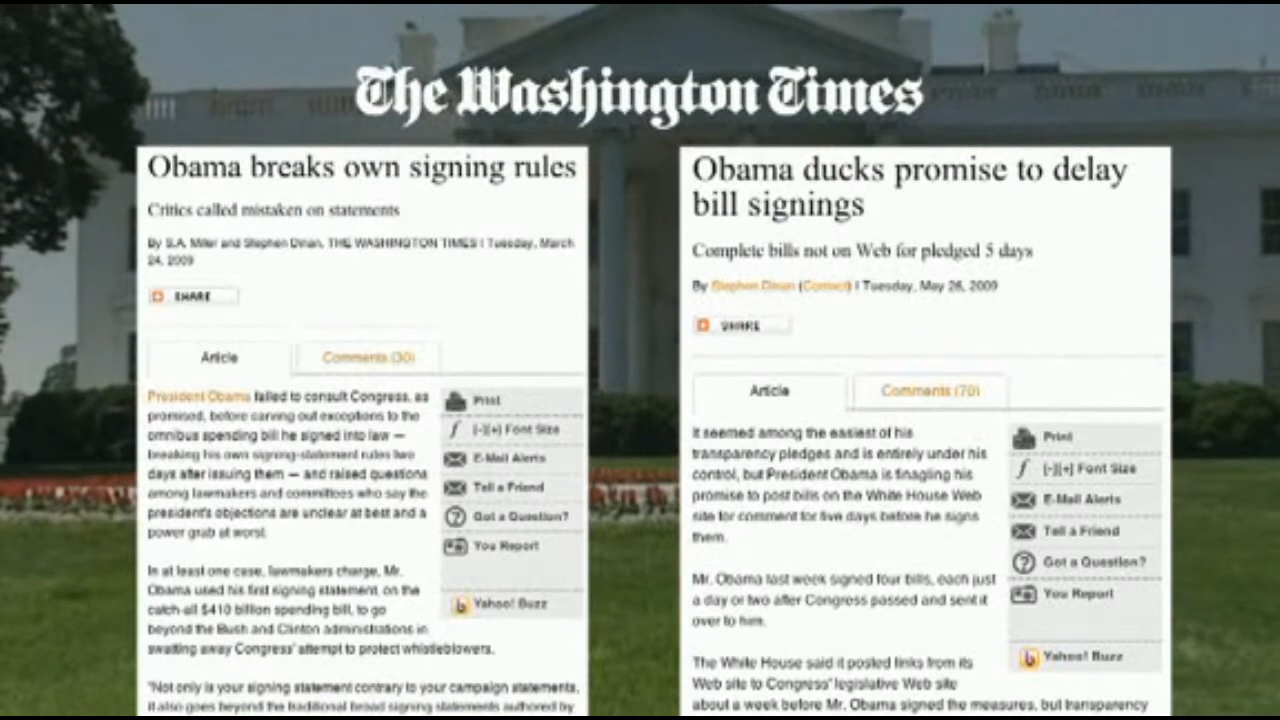 The Washington Times
Obama breaks own signing rules
Critics called mistaken on statements
By S.A. Miller and Stephen Dinan, THE WASHINGTON TIMES | Tuesday, March
24, 2009
SHARE
Article
Comments (30)
President Obama failed to consult Congress, as
promised, before carving out exceptions to the
omnibus spending bill he signed into law —
breaking his own signing-statement rules two
days after issuing them — and raised questions
among lawmakers and committees who say the
president's objections are unclear at best and a
power grab at worst.
In at least one case, lawmakers charge, Mr.
Obama used his first signing statement, on the
catch-all $410 billion spending bill, to go
beyond the Bush and Clinton administrations in
swatting away Congress' attempt to protect whistleblowers.
"Not only is your signing statement contrary to your campaign statements,
it also goes beyond the traditional broad signing statements authored by
Print
[-][+] Font Size
E-Mail Alerts
Tell a Friend
Got a Question?
You Report
Yahoo! Buzz
Obama ducks promise to delay
bill signings
Complete bills not on Web for pledged 5 days
By Stephen Dinan (Contact) | Tuesday, May 26, 2009
SHARE
Article
Comments (70)
It seemed among the easiest of his
transparency pledges and is entirely under his
control, but President Obama is finagling his
promise to post bills on the White House Web
site for comment for five days before he signs
them.
Mr. Obama last week signed four bills, each just
a day or two after Congress passed and sent it
over to him.
The White House said it posted links from its
Web site to Congress' legislative Web site
about a week before Mr. Obama signed the measures, but transparency
Print
[-][+] Font Size
E-Mail Alerts
Tell a Friend
Got a Question?
You Report
Yahoo! Buzz